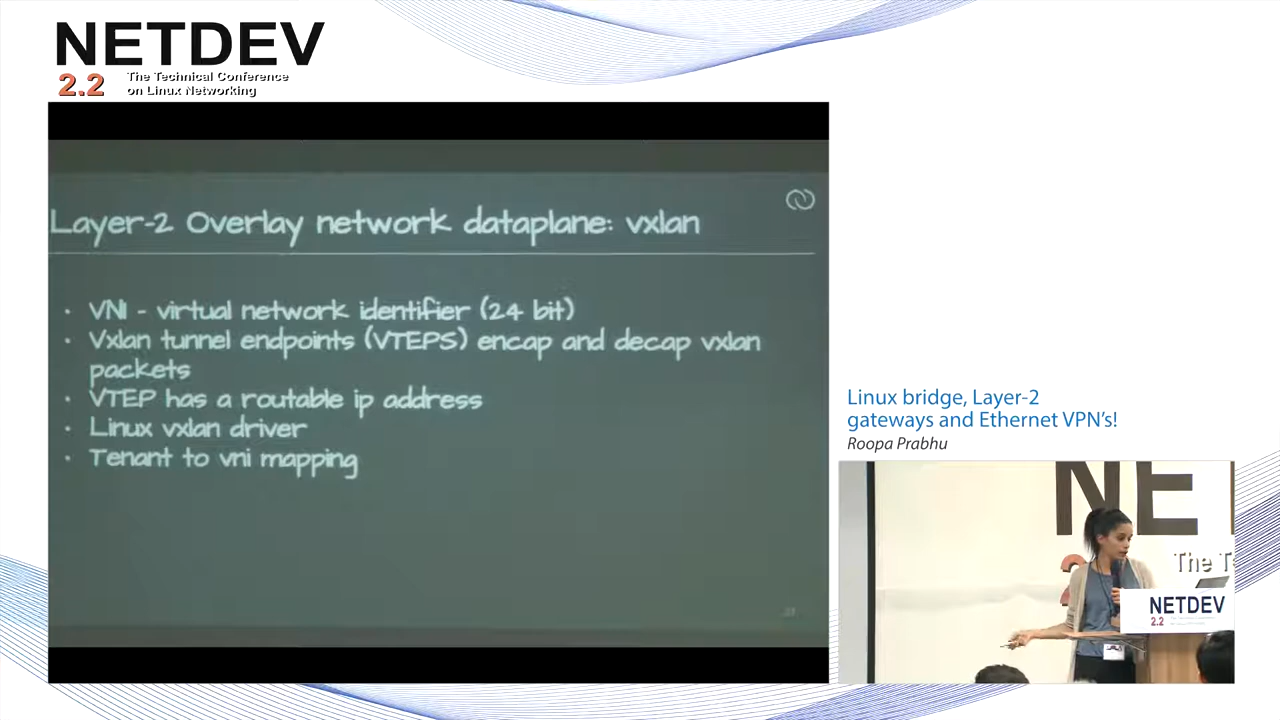 NETDEV
2.2 The Technical Conference
on Linux Networking
Layer-2 Overlay network dataplane: vxlan
• VNI - virtual network identifier (24 bit)
• Vxlan tunnel endpoints (VTEPS) encap and decap vxlan
packets
• VTEP has a routable ip address
• Linux vxlan driver
• Tenant to vni mapping
Linux bridge, Layer-2
gateways and Ethernet VPN's!
Roopa Prabhu
NE
The T
NETDEV
2.2